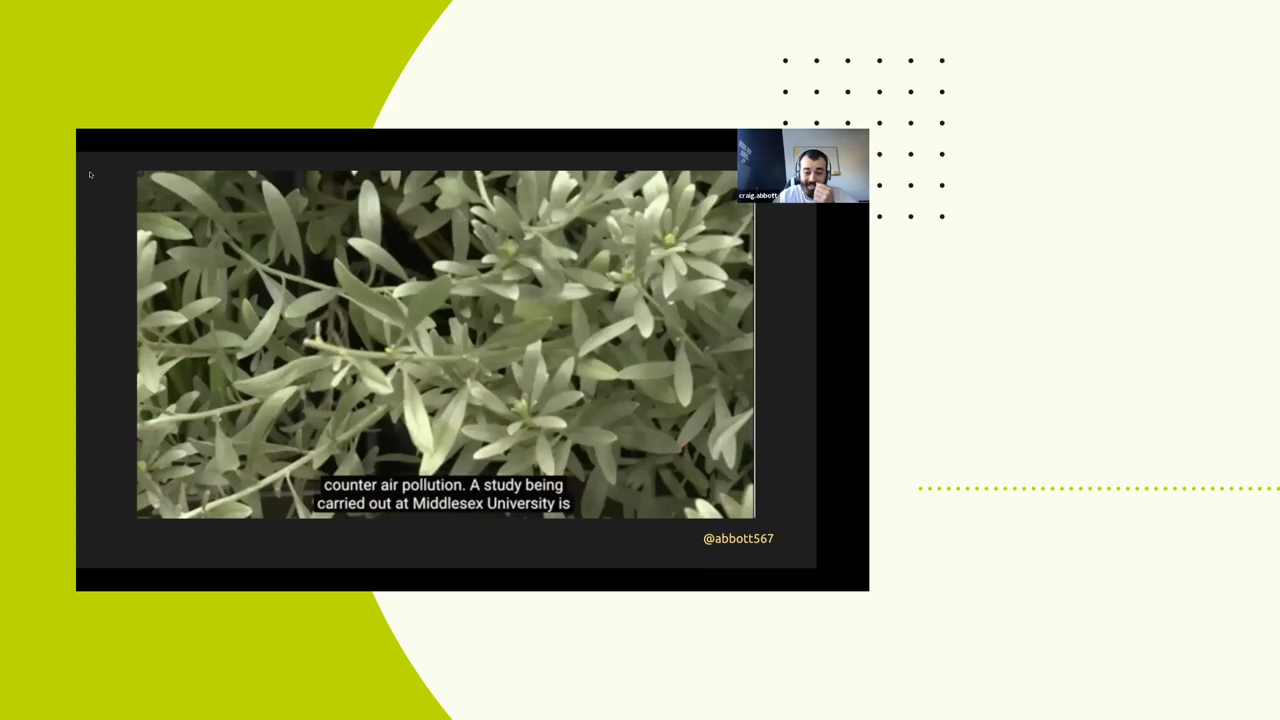 craig.abbott
counter air pollution. A study being
carried out at Middlesex University is
@abbott567